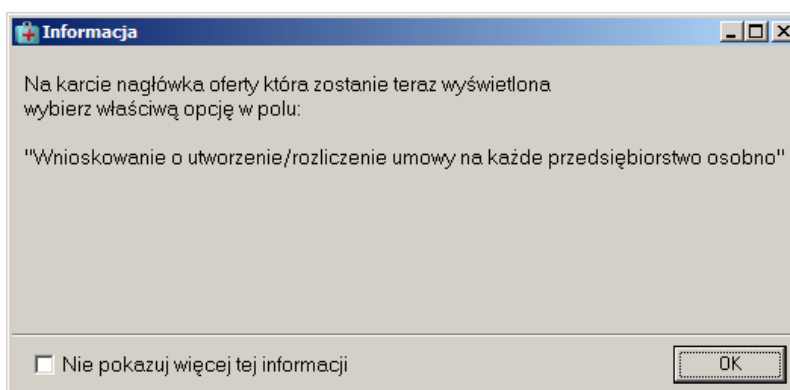 Informacja
Na karcie nagłówka oferty która zostanie teraz wyświetlona
wybierz właściwą opcję w polu:
"Wnioskowanie o utworzenie/rozliczenie umowy na każde przedsiębiorstwo osobno"
Nie pokazuj więcej tej informacji
OK